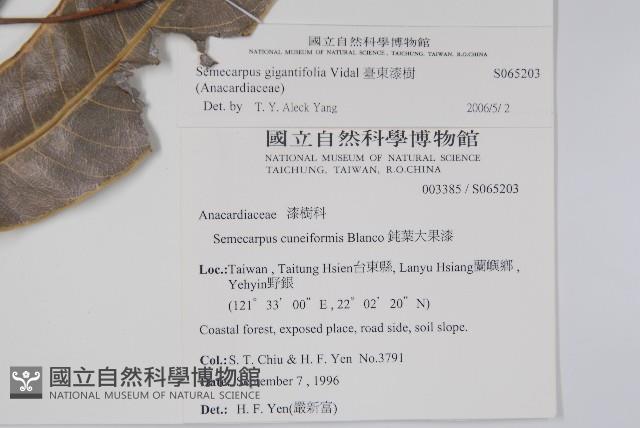 國立自然科學博物館
NATIONAL MUSEUM OF NATURAL SCIENCE, TAICHUNG, TAIWAN, R.O.CHINA
Semecarpus gigantifolia Vidal 臺東漆樹 S065203
(Anacardiaceae)
Det. by T. Y. Aleck Yang 2006/5/2
國立自然科學博物館
NATIONAL MUSEUM OF NATURAL SCIENCE
TAICHUNG, TAIWAN, R.O.CHINA
003385 / S065203
Anacardiaceae 漆樹科
Semecarpus cuneiformis Blanco 鈍葉大果漆
Loc.:Taiwan , Taitung Hsien台東縣, Lanyu Hsiang蘭嶼鄉 ,
Yehyin野銀
(121° 33' 00" E , 22° 02' 20" N)
Coastal forest, exposed place, road side, soil slope.
Col.: S. T. Chiu & H. F. Yen No.3791
Date: September 7 , 1996
Det.: H. F. Yen(嚴新富)
國立自然科學博物館
NATIONAL MUSEUM OF NATURAL SCIENCE